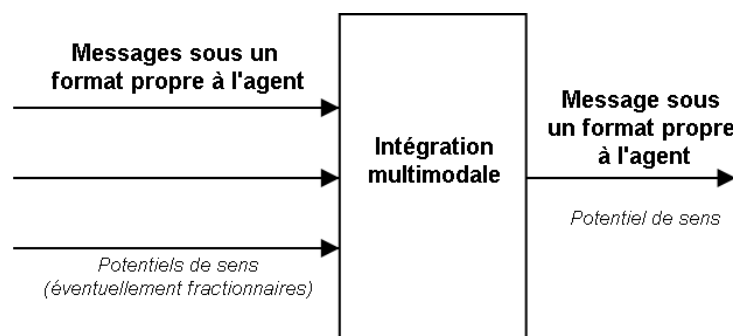 Messages sous un
format propre à l'agent
Potentiels de sens
(éventuellement fractionnaires)
Intégration
multimodale
Message sous
un format propre
à l'agent
Potentiel de sens